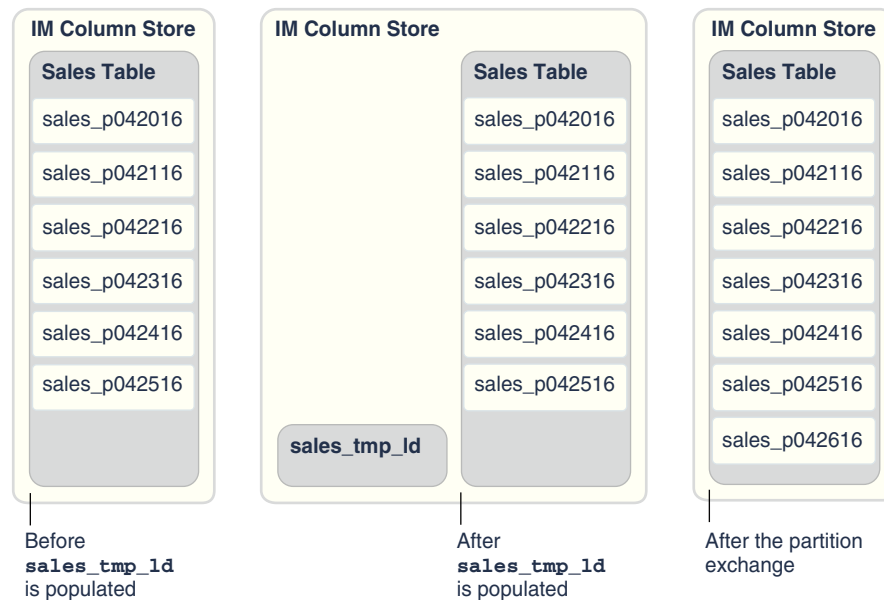 IM Column Store
Sales Table
sales_p042016
sales_p042116
sales_p042216
sales_p042316
sales_p042416
sales_p042516
Before
sales_tmp_ld
is populated
IM Column Store
sales_tmp_ld
Sales Table
sales_p042016
sales_p042116
sales_p042216
sales_p042316
sales_p042416
sales_p042516
After
sales_tmp_ld
is populated
IM Column Store
Sales Table
sales_p042016
sales_p042116
sales_p042216
sales_p042316
sales_p042416
sales_p042516
sales_p042616
After the partition
exchange